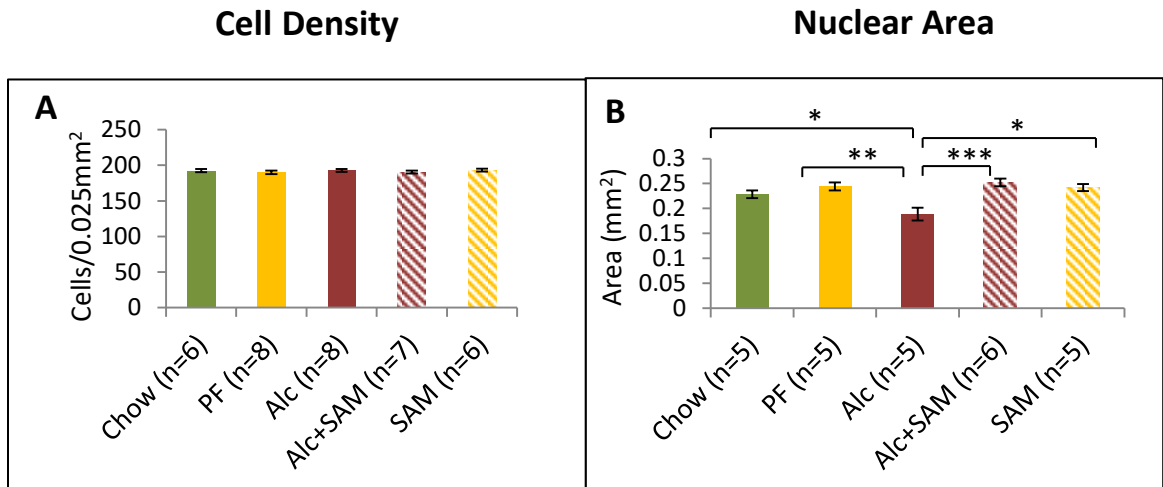 Cell Density
Nuclear Area
A
Cells/0.025mm²
250
200
150
100
50
0
Chow (n=6)
PF (n=8)
Alc (n=8)
Alc+SAM (n=7)
SAM (n=6)
B
*
*
**
***
Area (mm²)
0.3
0.25
0.2
0.15
0.1
0.05
0
Chow (n=5)
PF (n=5)
Alc (n=5)
Alc+SAM (n=6)
SAM (n=5)